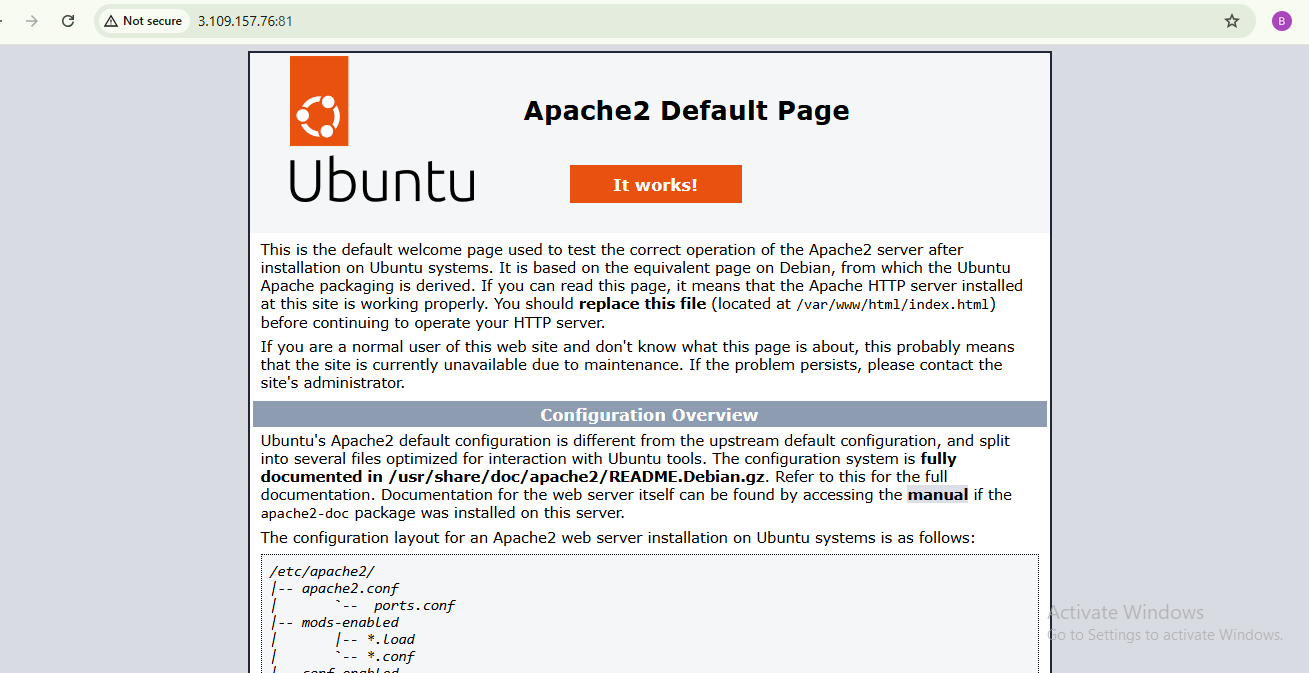 Not secure 3.109.157.76:81
B
Apache2 Default Page
Ubuntu
It works!
This is the default welcome page used to test the correct operation of the Apache2 server after
installation on Ubuntu systems. It is based on the equivalent page on Debian, from which the Ubuntu
Apache packaging is derived. If you can read this page, it means that the Apache HTTP server installed
at this site is working properly. You should replace this file (located at /var/www/html/index.html)
before continuing to operate your HTTP server.
If you are a normal user of this web site and don't know what this page is about, this probably means
that the site is currently unavailable due to maintenance. If the problem persists, please contact the
site's administrator.
Configuration Overview
Ubuntu's Apache2 default configuration is different from the upstream default configuration, and split
into several files optimized for interaction with Ubuntu tools. The configuration system is fully
documented in /usr/share/doc/apache2/README.Debian.gz. Refer to this for the full
documentation. Documentation for the web server itself can be found by accessing the manual if the
apache2-doc package was installed on this server.
The configuration layout for an Apache2 web server installation on Ubuntu systems is as follows:
/etc/apache2/
|-- apache2.conf
|       `--  ports.conf
|-- mods-enabled
|       |-- *.load
|       `-- *.conf
|-- conf-enabled
Activate Windows
Go to Settings to activate Windows.